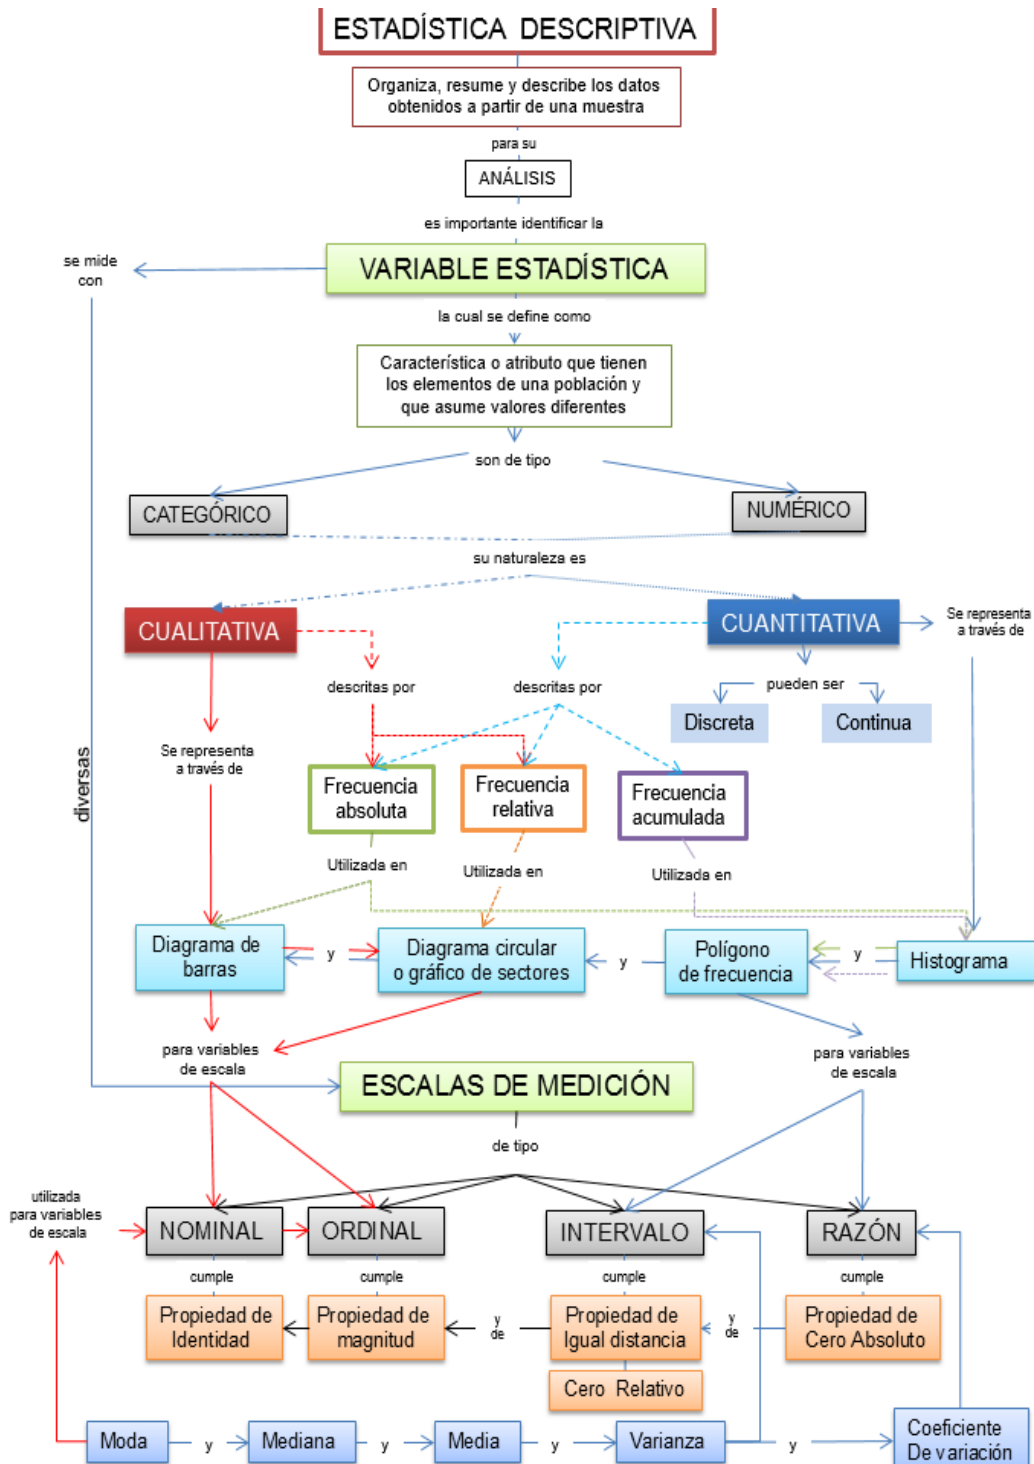 ESTADÍSTICA DESCRIPTIVA
Organiza, resume y describe los datos
obtenidos a partir de una muestra
para su
ANÁLISIS
es importante identificar la
se mide
con
VARIABLE ESTADÍSTICA
la cual se define como
Característica o atributo que tienen
los elementos de una población y
que asume valores diferentes
son de tipo
CATEGÓRICO
NUMÉRICO
su naturaleza es
CUALITATIVA
CUANTITATIVA
Se representa
a través de
descritas por
descritas por
pueden ser
Discreta
Continua
diversas
Se representa
a través de
Frecuencia
absoluta
Frecuencia
relativa
Frecuencia
acumulada
Utilizada en
Utilizada en
Utilizada en
Diagrama de
barras
y
Diagrama circular
o gráfico de sectores
y
Polígono
de frecuencia
y
Histograma
para variables
de escala
para variables
de escala
ESCALAS DE MEDICIÓN
de tipo
utilizada
para variables
de escala
NOMINAL
ORDINAL
INTERVALO
RAZÓN
cumple
cumple
cumple
cumple
Propiedad de
Identidad
Propiedad de
magnitud
y
de
Propiedad de
Igual distancia
y
de
Propiedad de
Cero Absoluto
Cero Relativo
Moda
y
Mediana
y
Media
y
Varianza
y
Coeficiente
De variación